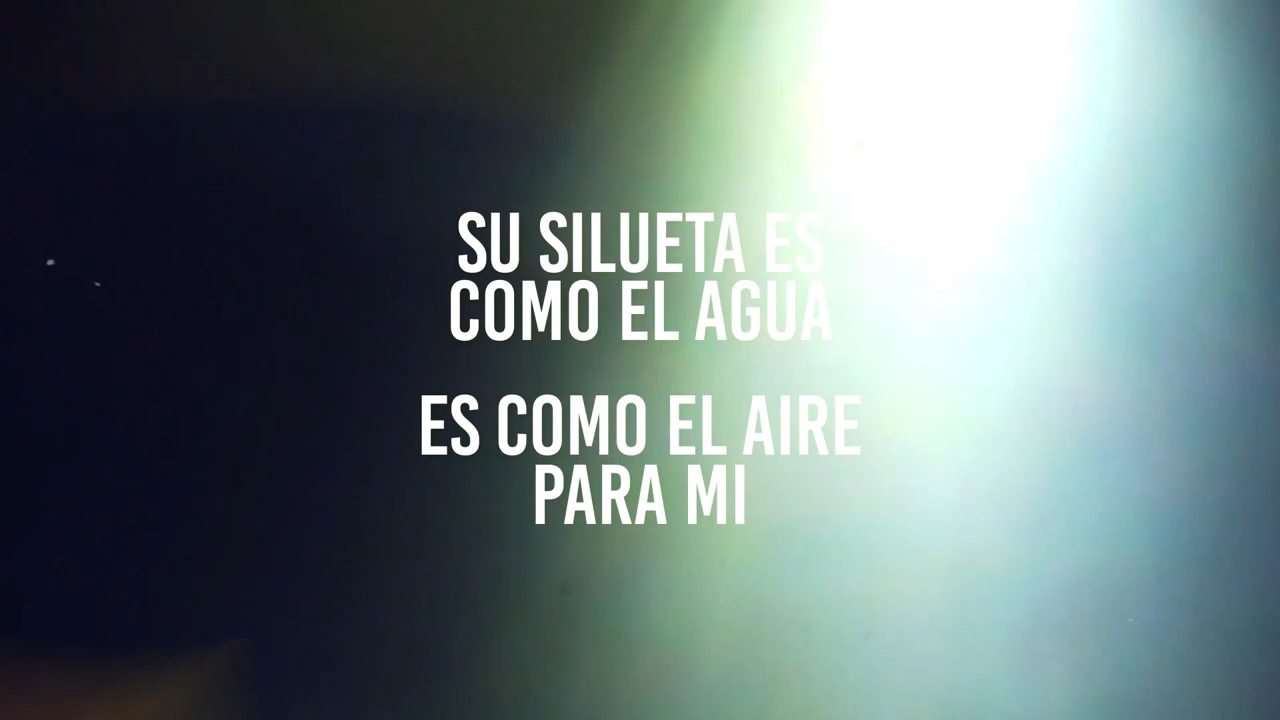 SU SILUETA ES
COMO EL AGUA
ES COMO EL AIRE
PARA MI